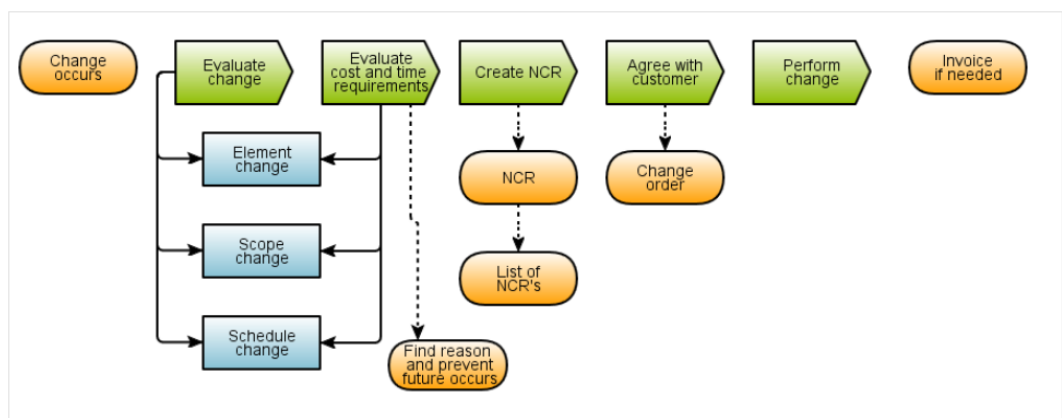 Change
occurs
Evaluate
change
Evaluate
cost and time
requirements
Create NCR
Agree with
customer
Perform
change
Invoice
if needed
Element
change
NCR
Change
order
Scope
change
List of
NCR's
Schedule
change
Find reason
and prevent
future occurs